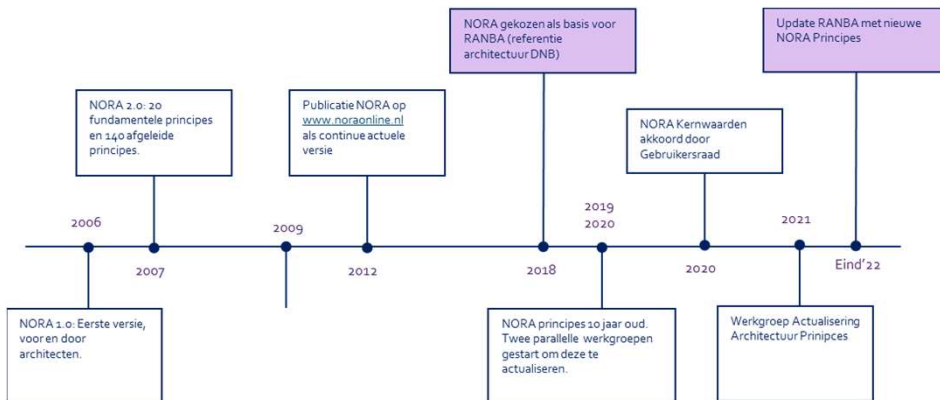 NORA gekozen als basis voor
RANBA (referentie
architectuur DNB)
Update RANBA met nieuwe
NORA Principes
NORA 2.0: 20
fundamentele principes
en 140 afgeleide
principes.
Publicatie NORA op
www.noraonline.nl
als continue actuele
versie
NORA Kernwaarden
akkoord door
Gebruikersraad
2006
2009
2019
2020
2021
2007
2012
2018
2020
Eind'22
NORA 1.0: Eerste versie,
voor en door
architecten.
NORA principes 10 jaar oud.
Twee parallelle werkgroepen
gestart om deze te
actualiseren.
Werkgroep Actualisering
Architectuur Prinipces